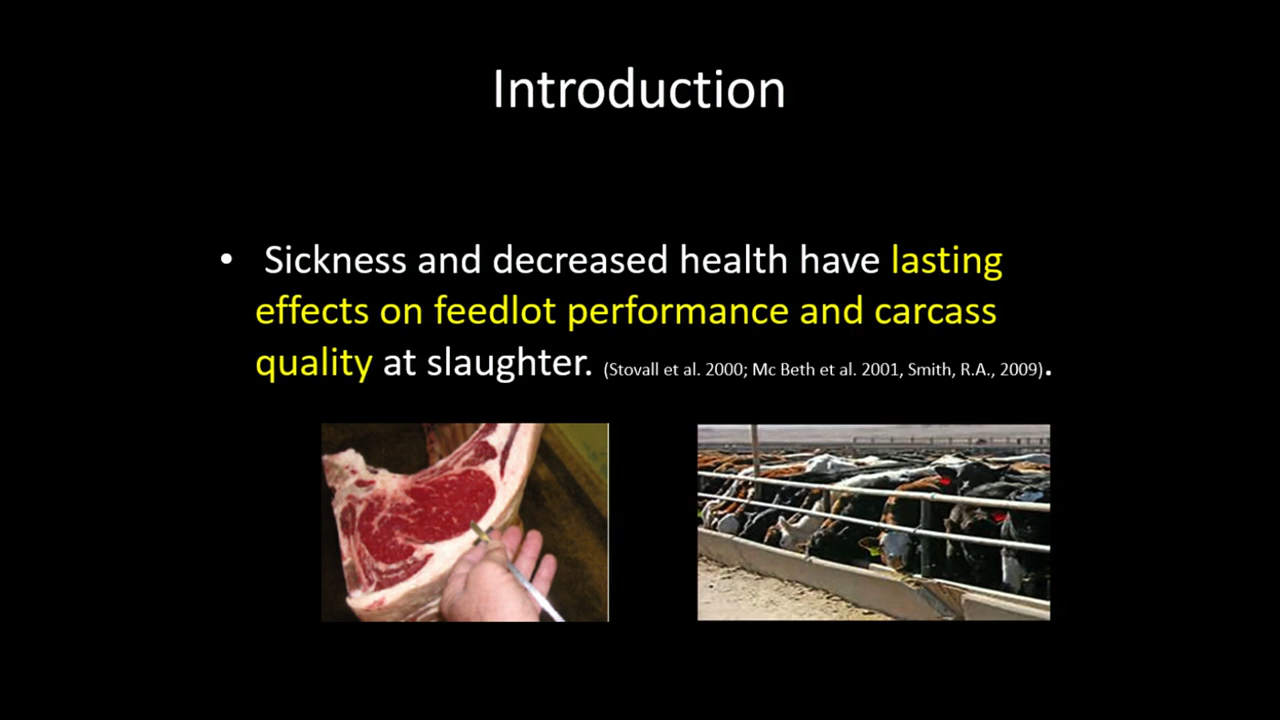 Introduction
• Sickness and decreased health have lasting
effects on feedlot performance and carcass
quality at slaughter. (Stovall et al. 2000; Mc Beth et al. 2001, Smith, R.A., 2009).